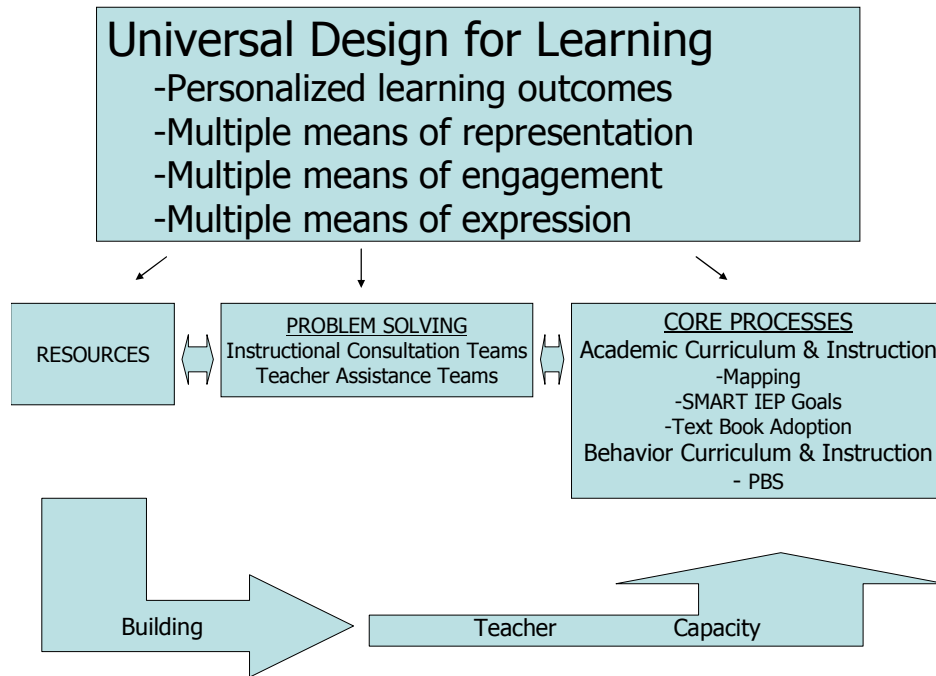 Universal Design for Learning
-Personalized learning outcomes
-Multiple means of representation
-Multiple means of engagement
-Multiple means of expression
RESOURCES
PROBLEM SOLVING
Instructional Consultation Teams
Teacher Assistance Teams
CORE PROCESSES
Academic Curriculum & Instruction
-Mapping
-SMART IEP Goals
-Text Book Adoption
Behavior Curriculum & Instruction
- PBS
Building
Teacher Capacity